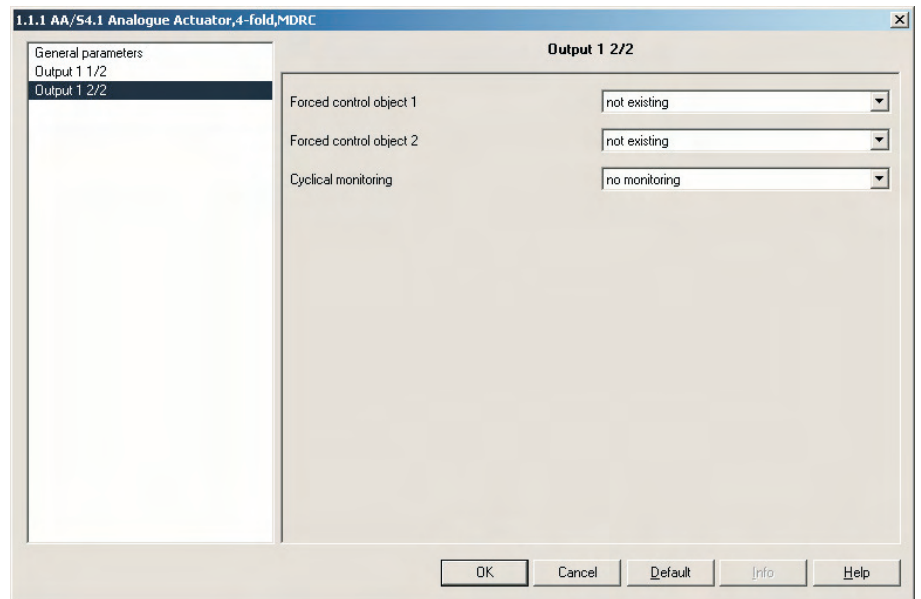 1.1.1 AA/S4.1 Analogue Actuator,4-fold,MDRC
General parameters
Output 1 1/2
Output 1 2/2
Output 1 2/2
Forced control object 1
not existing
Forced control object 2
not existing
Cyclical monitoring
no monitoring
OK
Cancel
Default
Info
Help